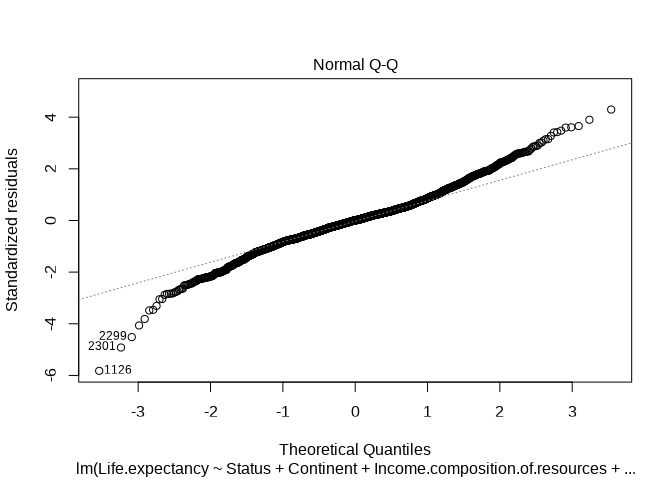 Normal Q-Q
Standardized residuals
4
2
0
-2
-4
-6
2299
2301
1126
-3 -2 -1 0 1 2 3
Theoretical Quantiles
lm(Life.expectancy ~ Status + Continent + Income.composition.of.resources + ...